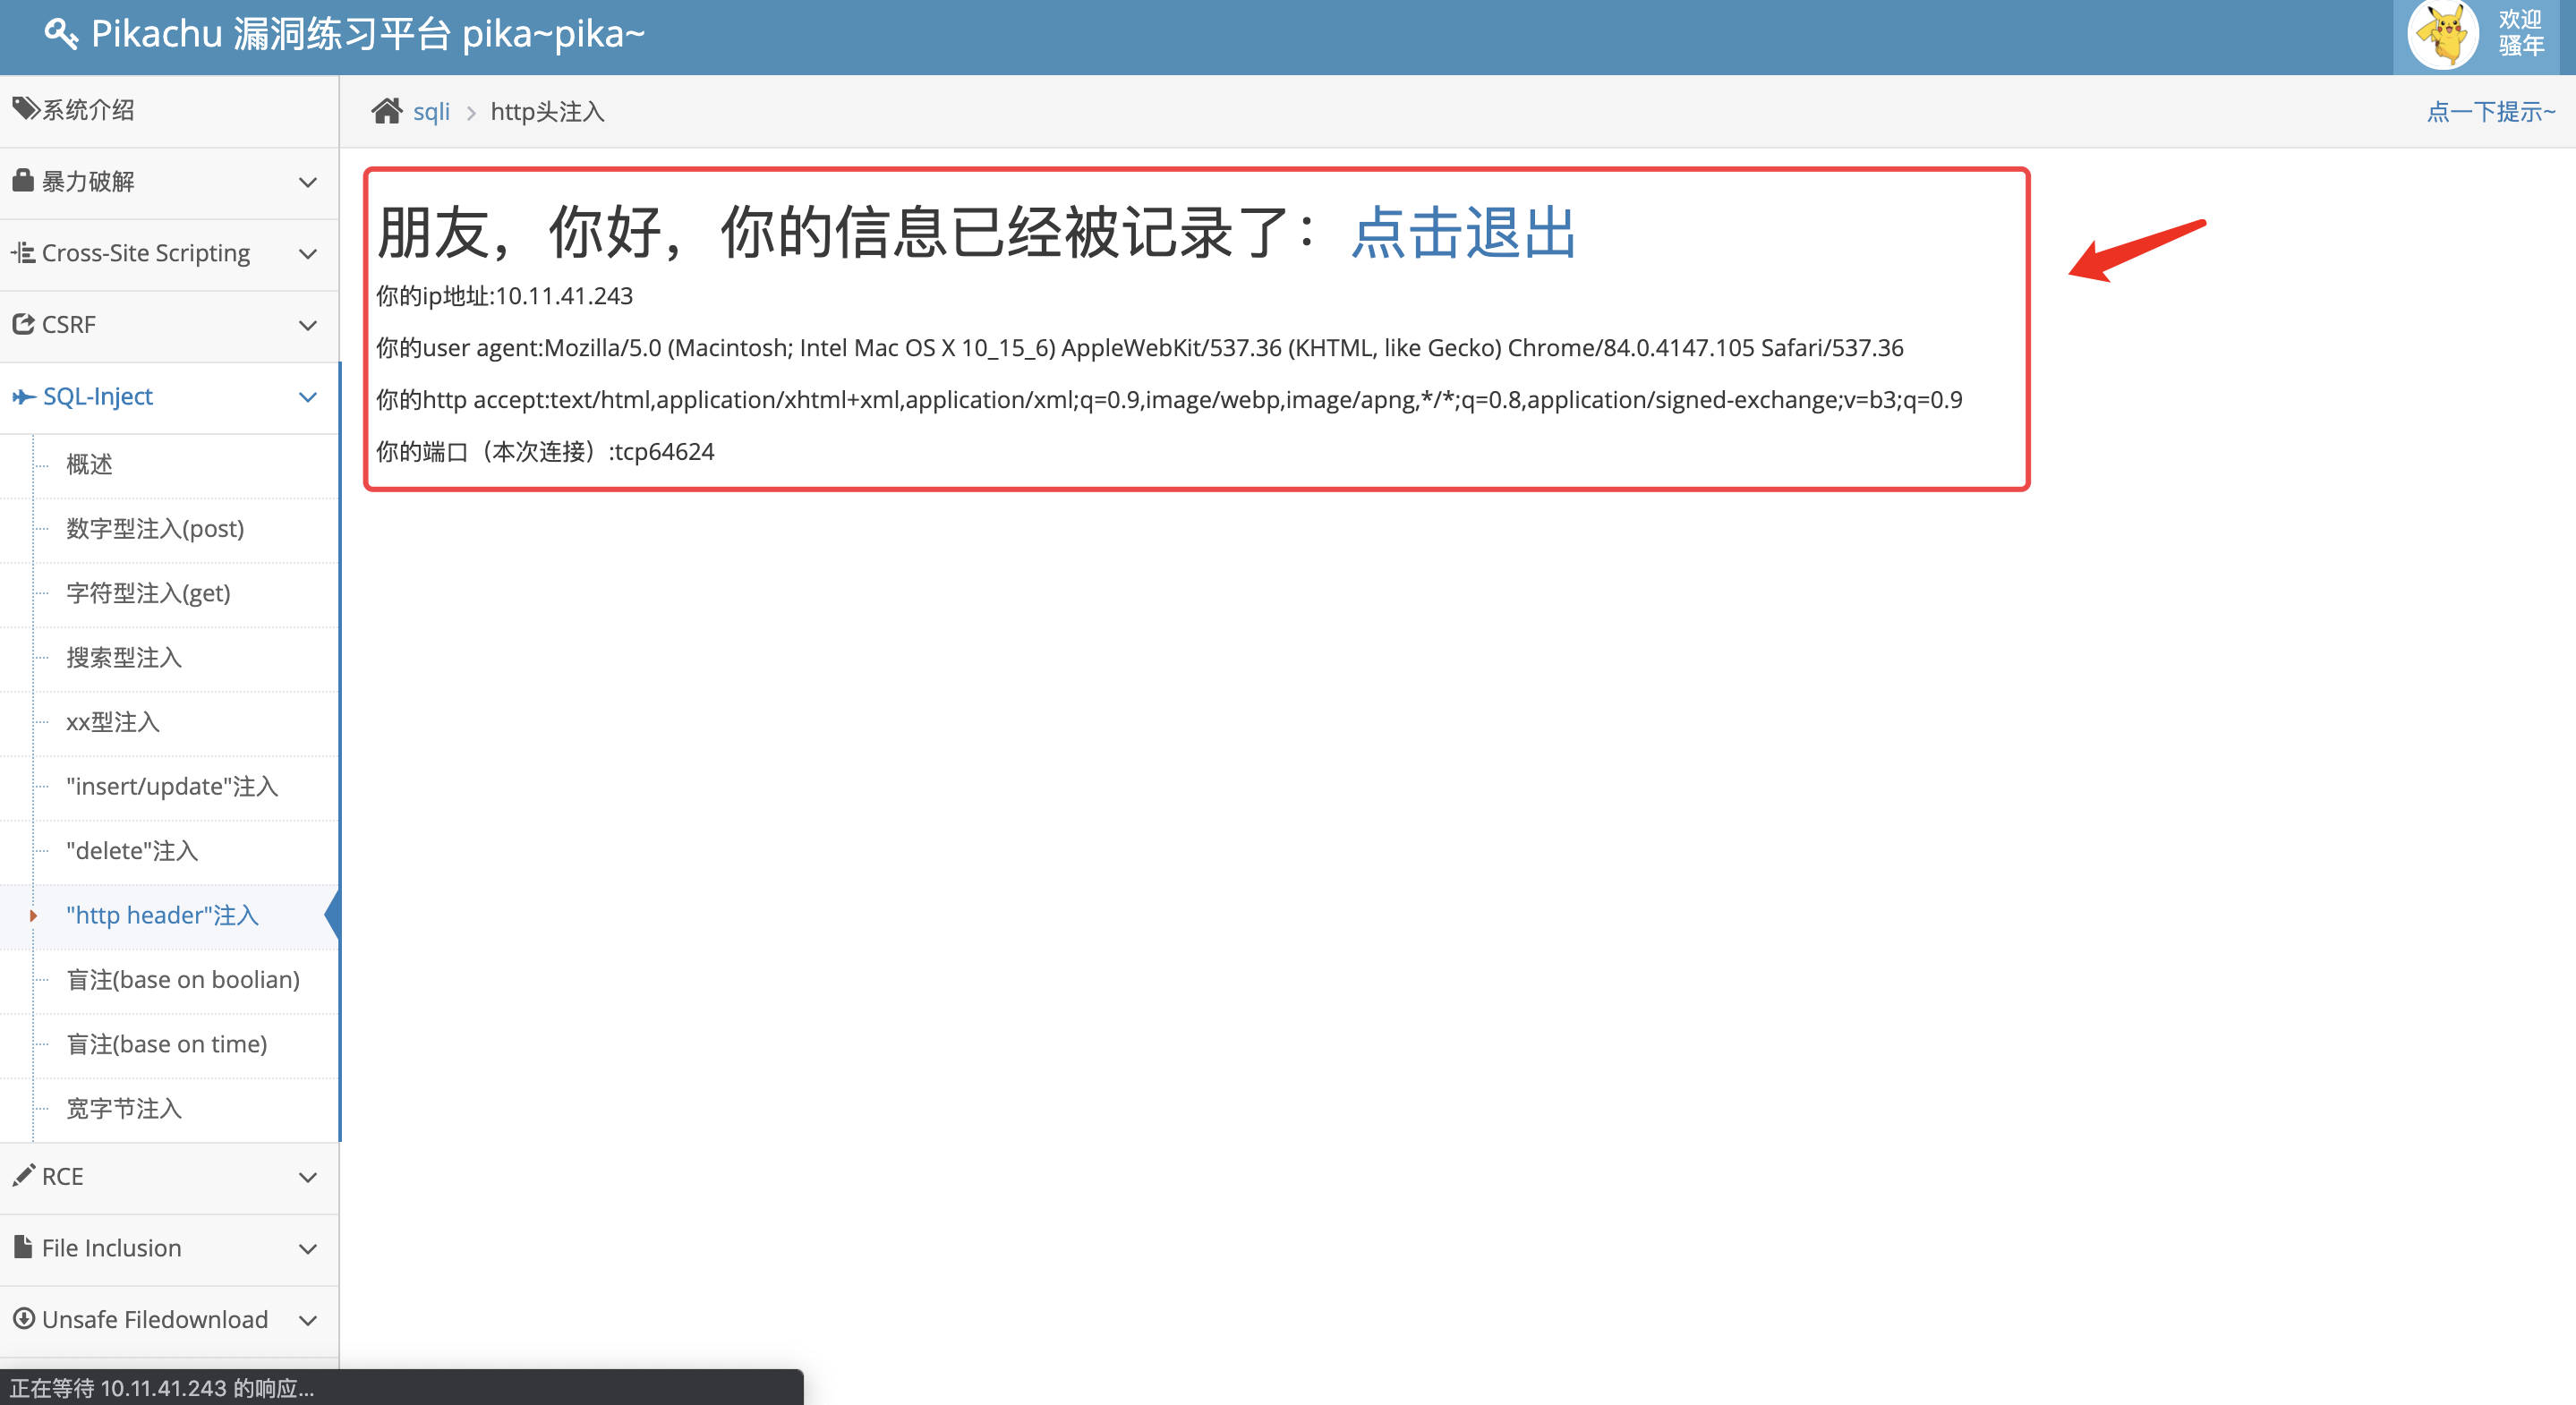 Pikachu 漏洞练习平台 pika~pika~
欢迎
骚年
系统介绍
暴力破解
Cross-Site Scripting
CSRF
SQL-Inject
概述
数字型注入(post)
字符型注入(get)
搜索型注入
xx型注入
"insert/update"注入
"delete"注入
"http header"注入
盲注(base on boolian)
盲注(base on time)
宽字节注入
RCE
File Inclusion
Unsafe Filedownload
sqli > http头注入
点一下提示~
朋友，你好，你的信息已经被记录了：点击退出
你的ip地址:10.11.41.243
你的user agent:Mozilla/5.0 (Macintosh; Intel Mac OS X 10_15_6) AppleWebKit/537.36 (KHTML, like Gecko) Chrome/84.0.4147.105 Safari/537.36
你的http accept:text/html,application/xhtml+xml,application/xml;q=0.9,image/webp,image/apng,*/*;q=0.8,application/signed-exchange;v=b3;q=0.9
你的端口（本次连接）:tcp64624
正在等待 10.11.41.243 的响应...